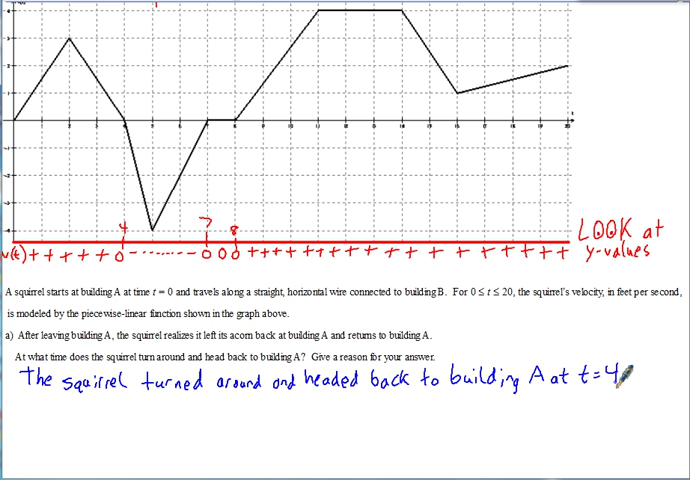 4 7 8
v(t) + + + + + 0 - - - - - - - - - 0 0 0 + + + + + + + + + + + + + + + + +
LOOK at
y-values
A squirrel starts at building A at time t = 0 and travels along a straight, horizontal wire connected to building B. For 0 ≤ t ≤ 20, the squirrel's velocity, in feet per second,
is modeled by the piecewise-linear function shown in the graph above.
a) After leaving building A, the squirrel realizes it left its acorn back at building A and returns to building A.
At what time does the squirrel turn around and head back to building A? Give a reason for your answer.
The squirrel turned around and headed back to building A at t=4